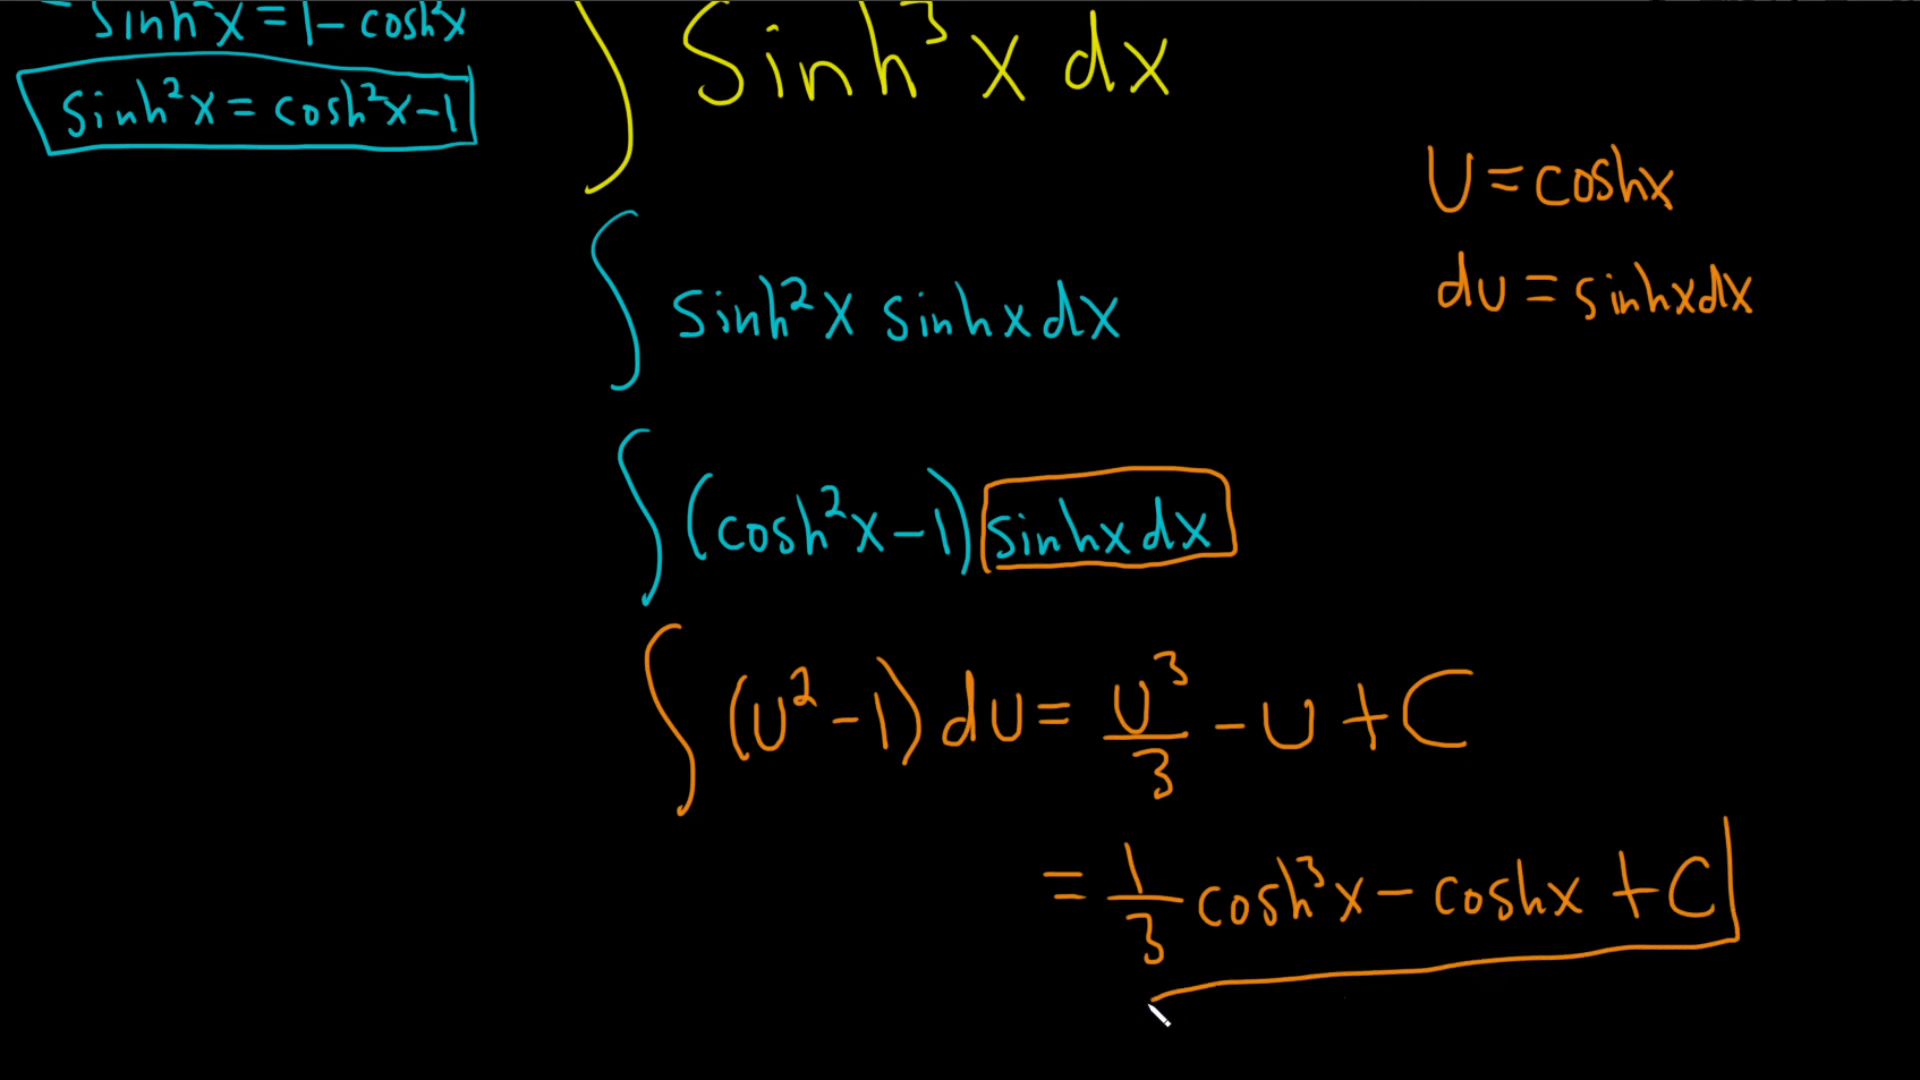 -sinh²x = 1 - cosh²x
sinh²x = cosh²x - 1
∫ sinh³x dx
∫ sinh²x sinhx dx
∫ (cosh²x - 1) sinhx dx
∫ (U² - 1) du = U³/3 - U + C
= 1/3 cosh³x - coshx + C
U = coshx
du = sinhxdx